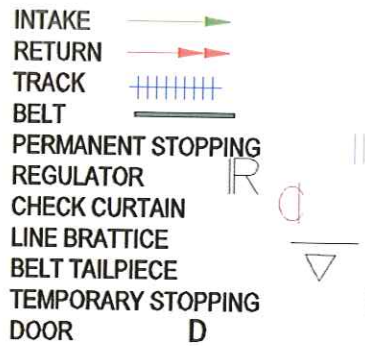 INTAKE
RETURN
TRACK
BELT
PERMANENT STOPPING
REGULATOR R
CHECK CURTAIN C
LINE BRATTICE
BELT TAILPIECE
TEMPORARY STOPPING
DOOR D